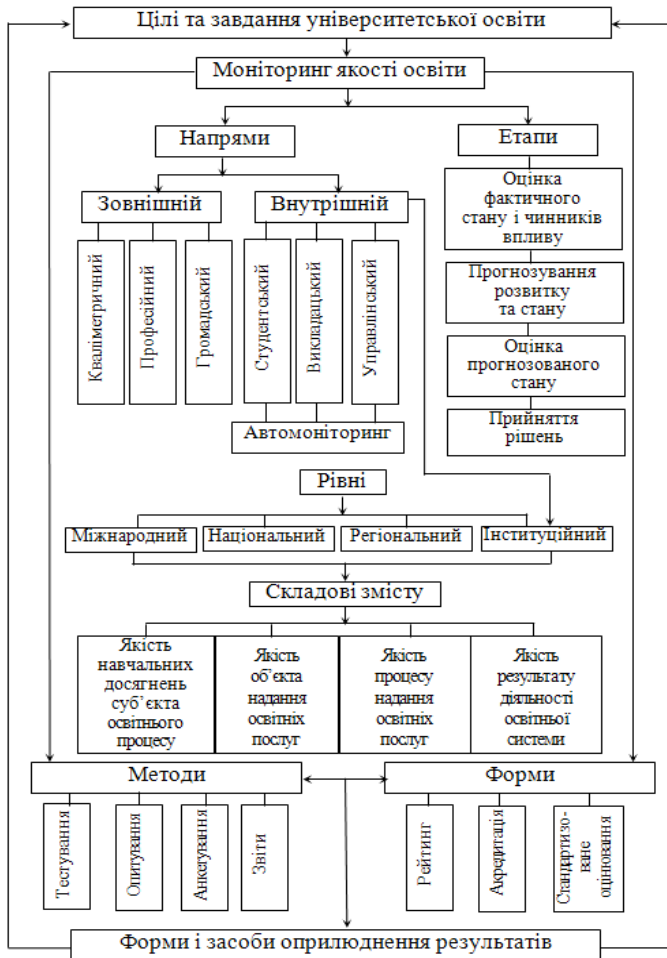 Цілі та завдання університетської освіти
Моніторинг якості освіти
Напрями
Етапи
Зовнішній
Внутрішній
Кваліметричний
Професійний
Громадський
Студентський
Викладацький
Управлінський
Автомоніторинг
Оцінка
фактичного
стану і чинників
впливу
Прогнозування
розвитку
та стану
Оцінка
прогнозованого
стану
Прийняття
рішень
Рівні
Міжнародний
Національний
Регіональний
Інституційний
Складові змісту
Якість
навчальних
досягнень
суб’єкта
освітнього
процесу
Якість
об’єкта
надання
освітніх
послуг
Якість
процесу
надання
освітніх
послуг
Якість
результату
діяльності
освітньої
системи
Методи
Форми
Тестування
Опитування
Анкетування
Звіти
Рейтинг
Акредитація
Стандартизо-
ване
оцінювання
Форми і засоби оприлюднення результатів